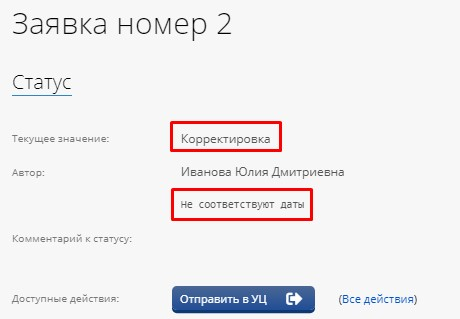 Заявка номер 2
Статус
Текущее значение: Корректировка
Автор: Иванова Юлия Дмитриевна
Не соответствуют даты
Комментарий к статусу:
Доступные действия: Отправить в УЦ (Все действия)